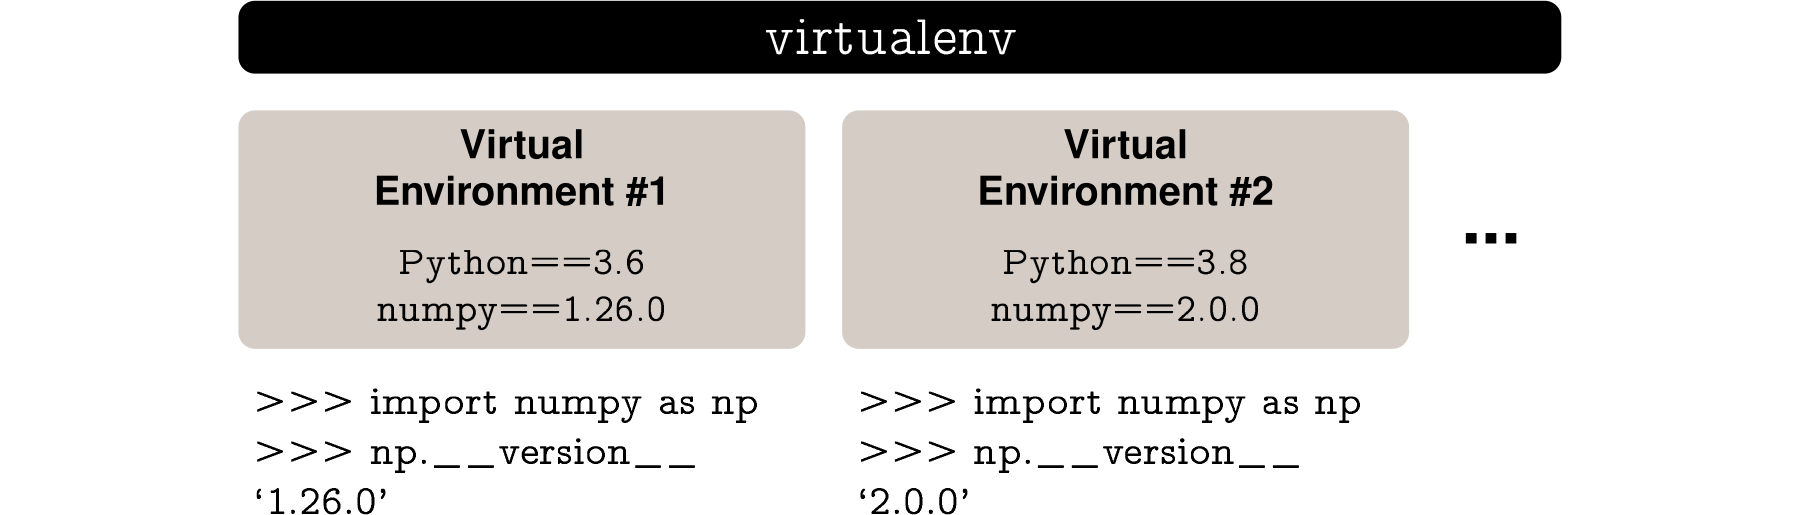 virtualenv
Virtual
Environment #1
Python==3.6
numpy==1.26.0
>>> import numpy as np
>>> np.__version__
‘1.26.0’
Virtual
Environment #2
Python==3.8
numpy==2.0.0
>>> import numpy as np
>>> np.__version__
‘2.0.0’
...